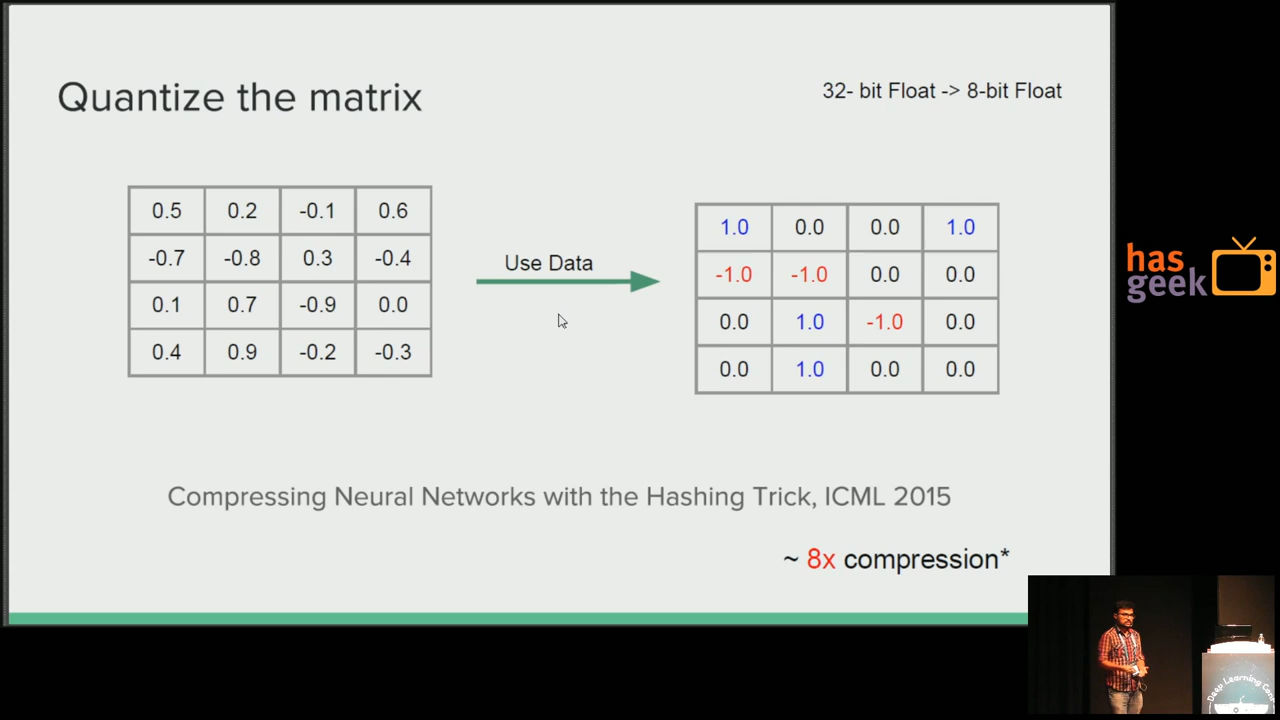 Quantize the matrix
32- bit Float -> 8-bit Float
0.5 0.2 -0.1 0.6
-0.7 -0.8 0.3 -0.4
0.1 0.7 -0.9 0.0
0.4 0.9 -0.2 -0.3
Use Data
1.0 0.0 0.0 1.0
-1.0 -1.0 0.0 0.0
0.0 1.0 -1.0 0.0
0.0 1.0 0.0 0.0
has
geek
Compressing Neural Networks with the Hashing Trick, ICML 2015
~ 8x compression*
Deep Learning Conf